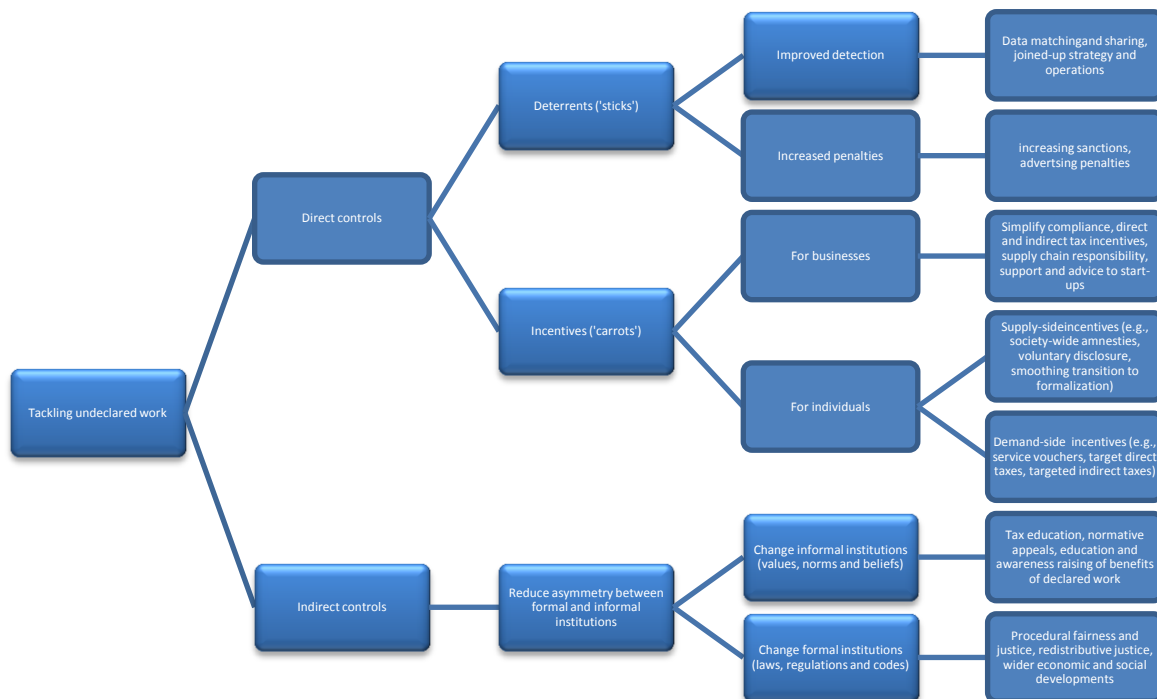 Tackling undeclared work
Direct controls
Indirect controls
Deterrents ('sticks')
Incentives ('carrots')
Reduce asymmetry between
formal and informal
institutions
Improved detection
Increased penalties
For businesses
For individuals
Change informal institutions
(values, norms and beliefs)
Change formal institutions
(laws, regulations and codes)
Data matchingand sharing,
joined-up strategy and
operations
increasing sanctions,
advertsing penalties
Simplify compliance, direct
and indirect tax incentives,
supply chain responsibility,
support and advice to start-
ups
Supply-sideincentives (e.g.,
society-wide amnesties,
voluntary disclosure,
smoothing transition to
formalization)
Demand-side incentives (e.g.,
service vouchers, target direct
taxes, targeted indirect taxes)
Tax education, normative
appeals, education and
awareness raising of benefits
of declared work
Procedural fairness and
justice, redistributive justice,
wider economic and social
developments